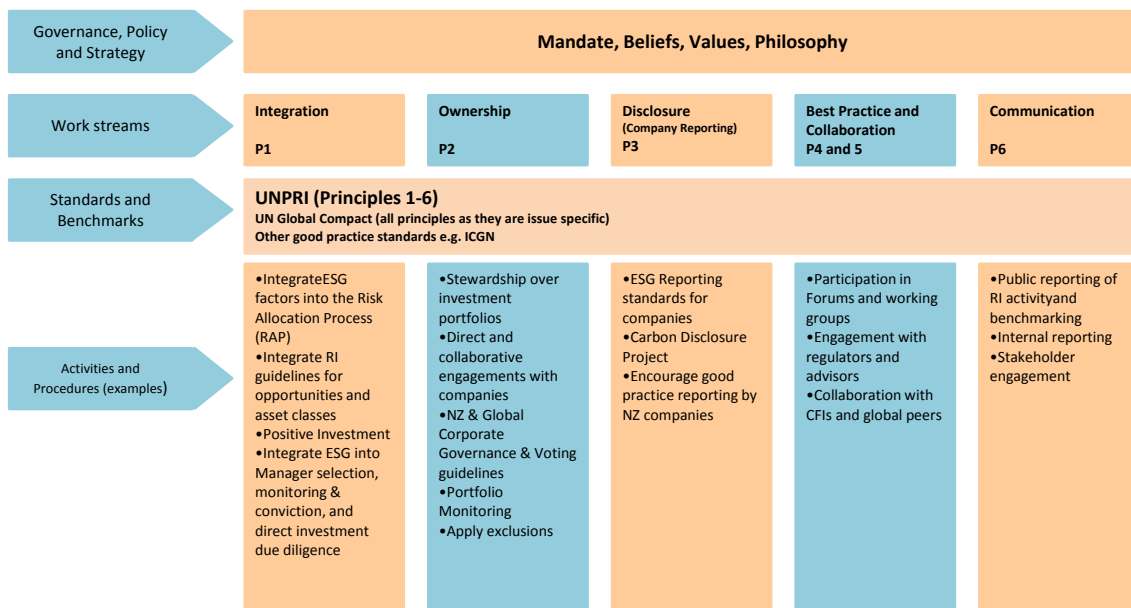 Governance, Policy
and Strategy
Mandate, Beliefs, Values, Philosophy
Work streams
Integration
P1
Ownership
P2
Disclosure
(Company Reporting)
P3
Best Practice and
Collaboration
P4 and 5
Communication
P6
Standards and
Benchmarks
UNPRI (Principles 1-6)
UN Global Compact (all principles as they are issue specific)
Other good practice standards e.g. ICGN
Activities and
Procedures (examples)
•IntegrateESG
factors into the Risk
Allocation Process
(RAP)
•Integrate RI
guidelines for
opportunities and
asset classes
•Positive Investment
•Integrate ESG into
Manager selection,
monitoring &
conviction, and
direct investment
due diligence
•Stewardship over
investment
portfolios
•Direct and
collaborative
engagements with
companies
•NZ & Global
Corporate
Governance & Voting
guidelines
•Portfolio
Monitoring
•Apply exclusions
•ESG Reporting
standards for
companies
•Carbon Disclosure
Project
•Encourage good
practice reporting by
NZ companies
•Participation in
Forums and working
groups
•Engagement with
regulators and
advisors
•Collaboration with
CFIs and global peers
•Public reporting of
RI activityand
benchmarking
•Internal reporting
•Stakeholder
engagement